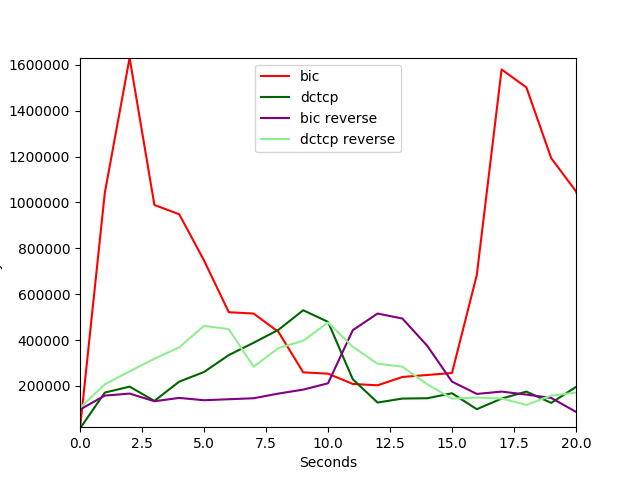 1600000
1400000
1200000
1000000
800000
600000
400000
200000
bic
dctcp
bic reverse
dctcp reverse
0.0 2.5 5.0 7.5 10.0 12.5 15.0 17.5 20.0
Seconds